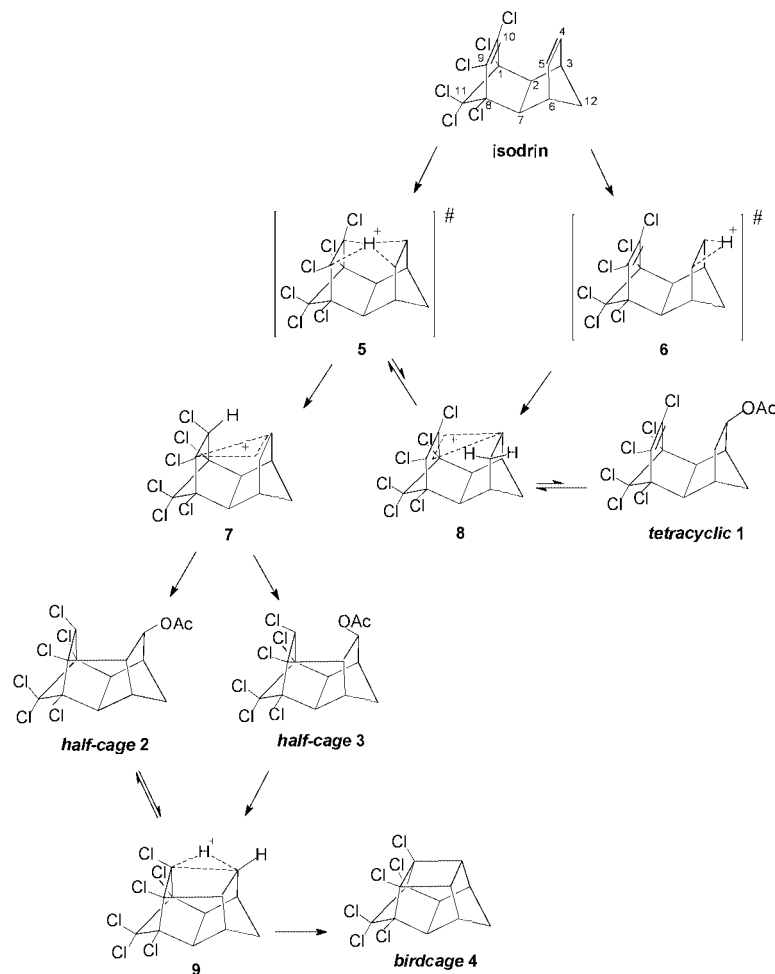 Cl
Cl 10 4
Cl 9 5 3
1
Cl 11 2
Cl 8 6 12
Cl 7
isodrin
# #
Cl Cl
Cl H + Cl H +
Cl Cl
Cl Cl
Cl Cl Cl Cl
5 6
Cl H Cl Cl OAc
Cl + Cl + Cl
Cl Cl H H Cl
Cl Cl Cl
Cl Cl Cl Cl Cl Cl
7 8 tetracyclic 1
Cl OAc Cl OAc
Cl Cl
Cl Cl
Cl Cl
Cl Cl Cl Cl
half-cage 2 half-cage 3
+
Cl H H Cl
Cl Cl
Cl Cl
Cl Cl
Cl Cl Cl Cl
9 birdcage 4